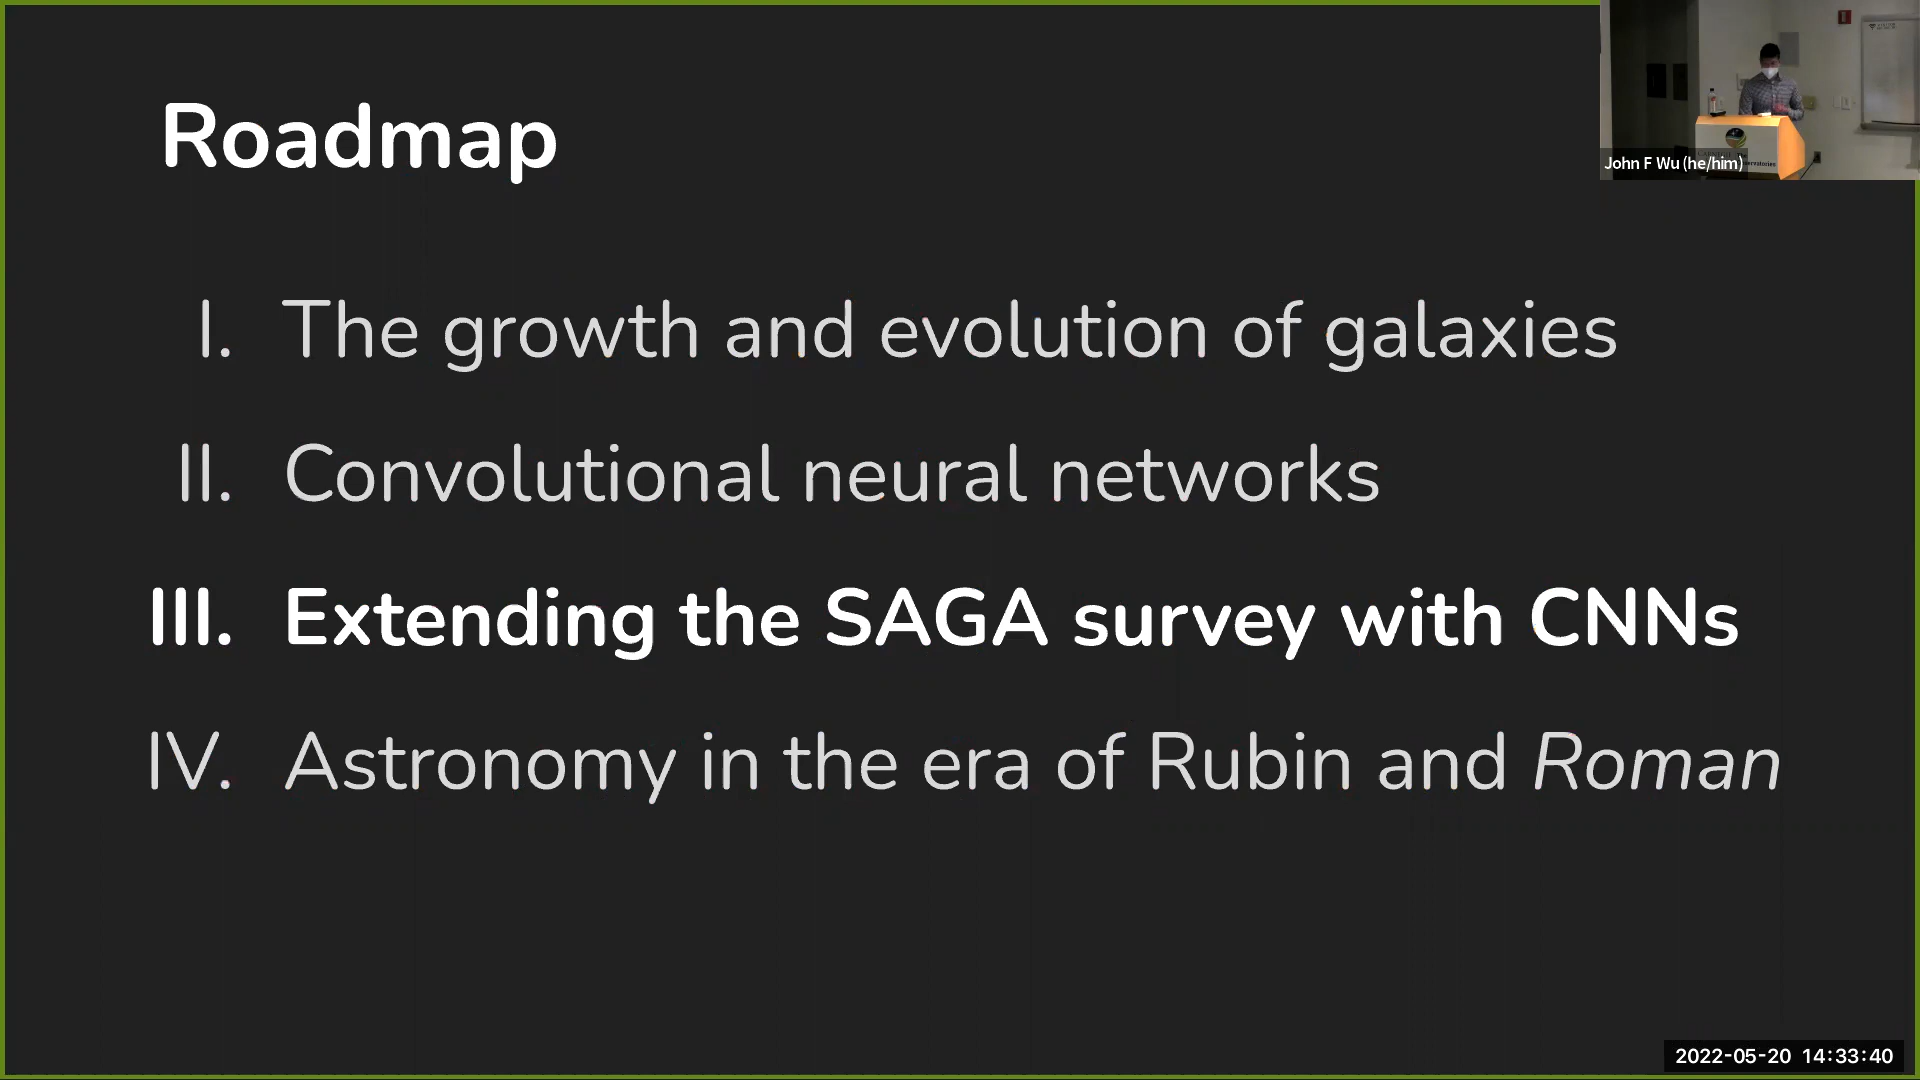 Roadmap
I. The growth and evolution of galaxies
II. Convolutional neural networks
III. Extending the SAGA survey with CNNs
IV. Astronomy in the era of Rubin and Roman
John F Wu (he/him)
2022-05-20 14:33:40